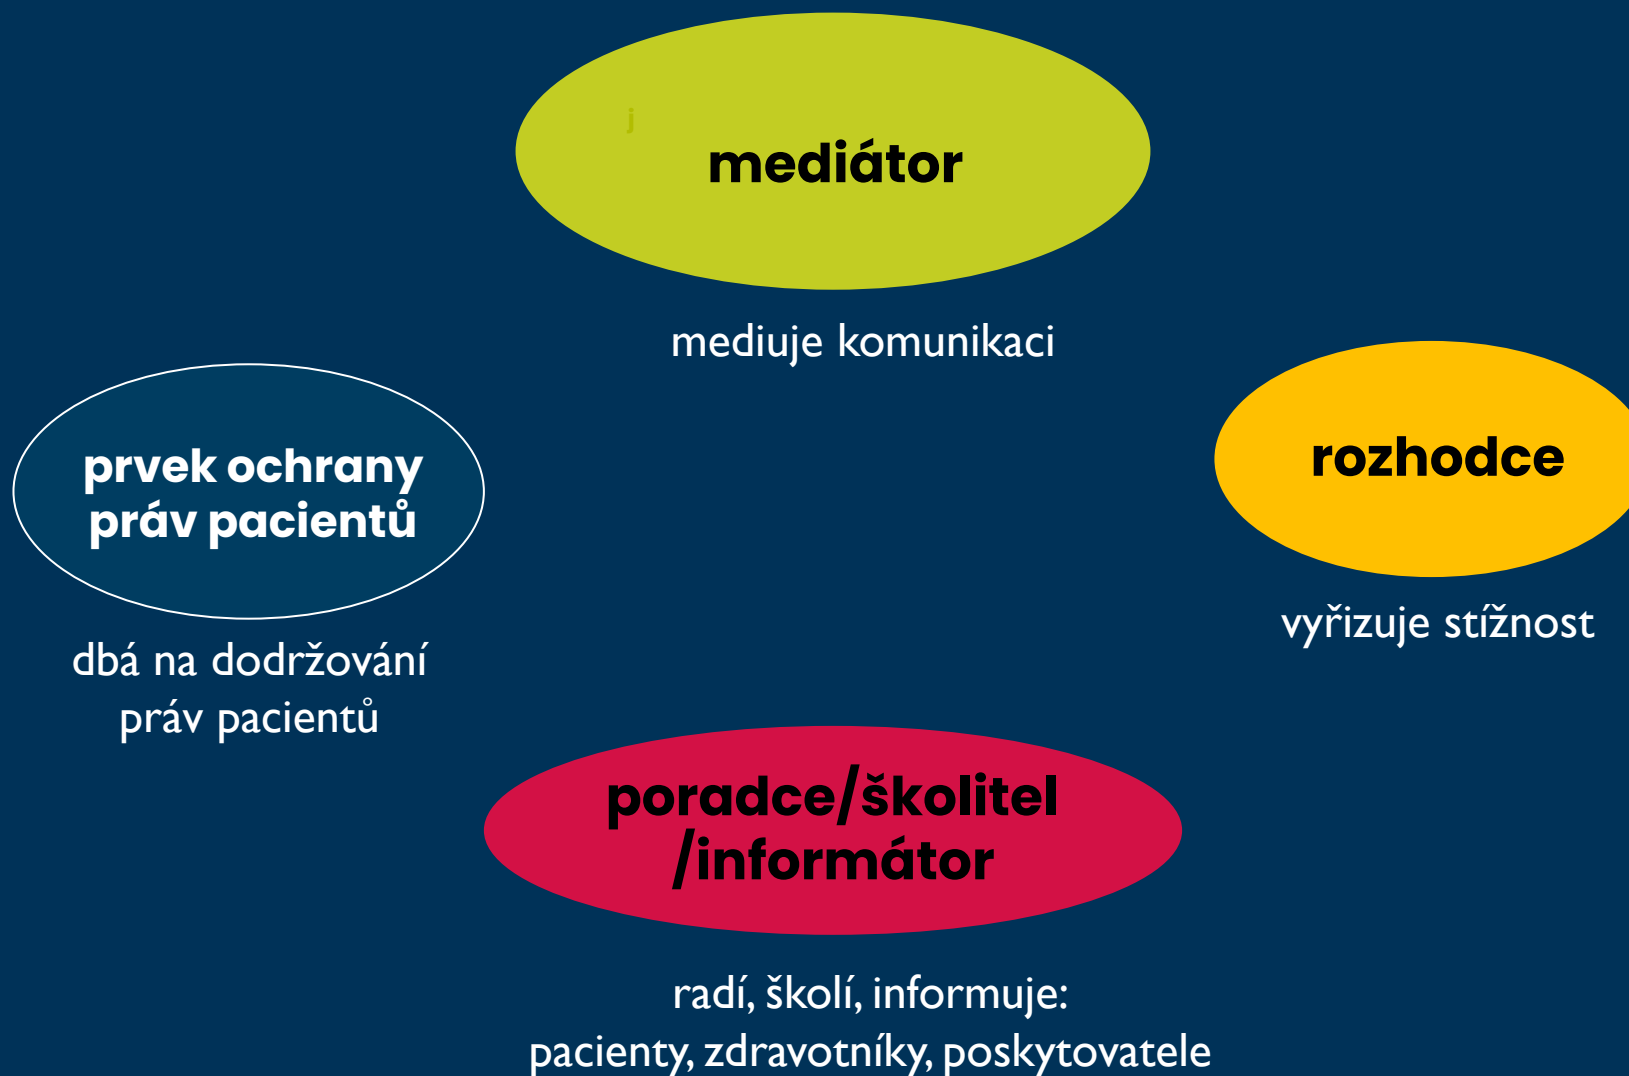 j
mediátor
mediuje komunikaci
prvek ochrany
práv pacientů
dbá na dodržování
práv pacientů
rozhodce
vyřizuje stížnost
poradce/školitel
/informátor
radí, školí, informuje:
pacienty, zdravotníky, poskytovatele